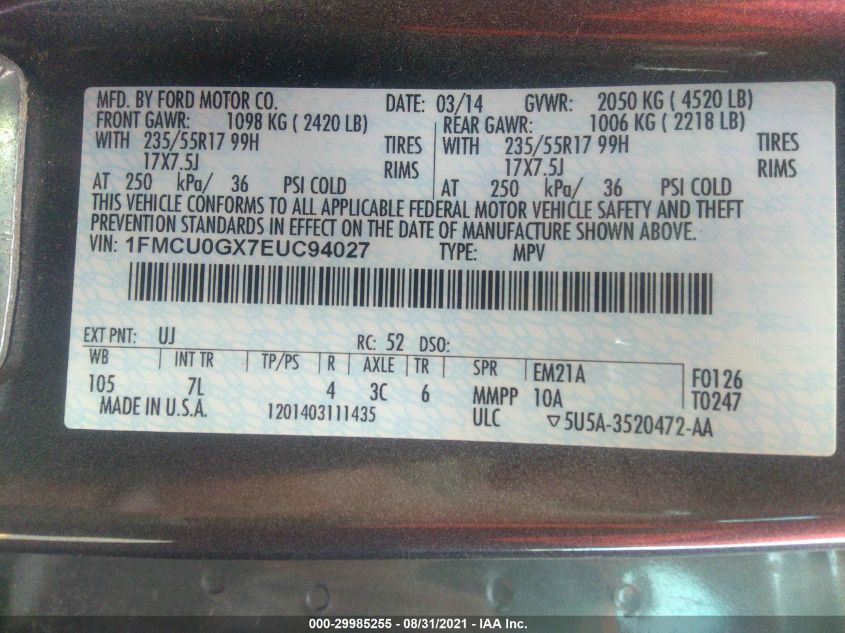 MFD. BY FORD MOTOR CO. DATE: 03/14 GVWR: 2050 KG ( 4520 LB)
FRONT GAWR: 1098 KG ( 2420 LB) REAR GAWR: 1006 KG ( 2218 LB)
WITH 235/55R17 99H TIRES WITH 235/55R17 99H TIRES
17X7.5J RIMS 17X7.5J RIMS
AT 250 kPa/ 36 PSI COLD AT 250 kPa/ 36 PSI COLD
THIS VEHICLE CONFORMS TO ALL APPLICABLE FEDERAL MOTOR VEHICLE SAFETY AND THEFT
PREVENTION STANDARDS IN EFFECT ON THE DATE OF MANUFACTURE SHOWN ABOVE.
VIN: 1FMCU0GX7EUC94027 TYPE: MPV
EXT PNT: UJ RC: 52 DSO:
WB INT TR TP/PS R AXLE TR SPR EM21A F0126
105 7L 4 3C 6 MMPP 10A T0247
MADE IN U.S.A. 1201403111435 ULC ▽5U5A-3520472-AA
000-29985255 - 08/31/2021 - IAA Inc.